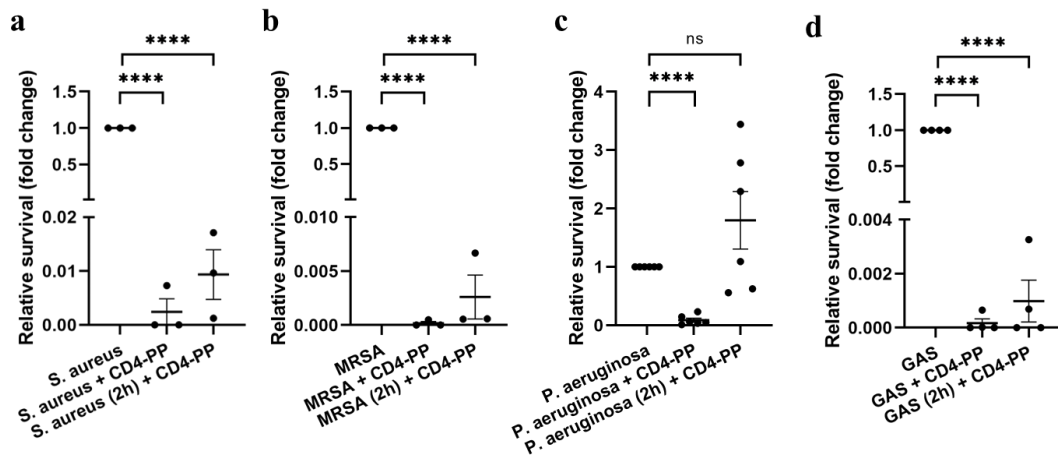 a
****
****
Relative survival (fold change)
1.5
1.0
0.5
0.02
0.01
0.00
S. aureus
S. aureus + CD4-PP
S. aureus (2h) + CD4-PP
b
****
****
Relative survival (fold change)
1.5
1.0
0.5
0.010
0.005
0.000
MRSA
MRSA + CD4-PP
MRSA (2h) + CD4-PP
c
ns
****
Relative survival (fold change)
4
3
2
1
0
P. aeruginosa
P. aeruginosa + CD4-PP
P. aeruginosa (2h) + CD4-PP
d
****
****
Relative survival (fold change)
1.5
1.0
0.5
0.004
0.002
0.000
GAS
GAS + CD4-PP
GAS (2h) + CD4-PP